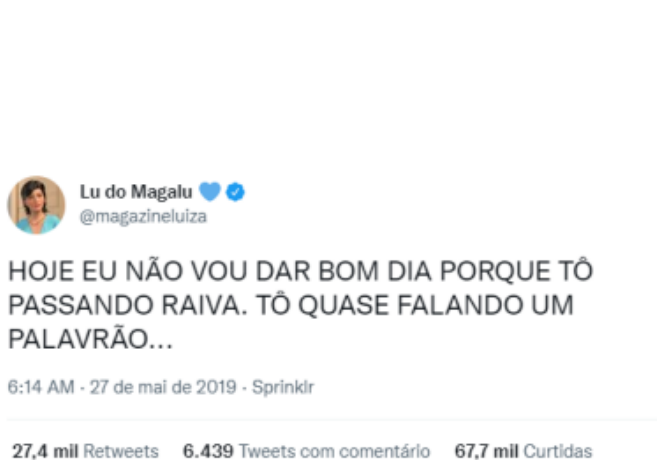 Lu do Magalu 💙
@magazineluiza
HOJE EU NÃO VOU DAR BOM DIA PORQUE TÔ
PASSANDO RAIVA. TÔ QUASE FALANDO UM
PALAVRÃO...
6:14 AM · 27 de mai de 2019 · Sprinklr
27,4 mil Retweets 6.439 Tweets com comentário 67,7 mil Curtidas